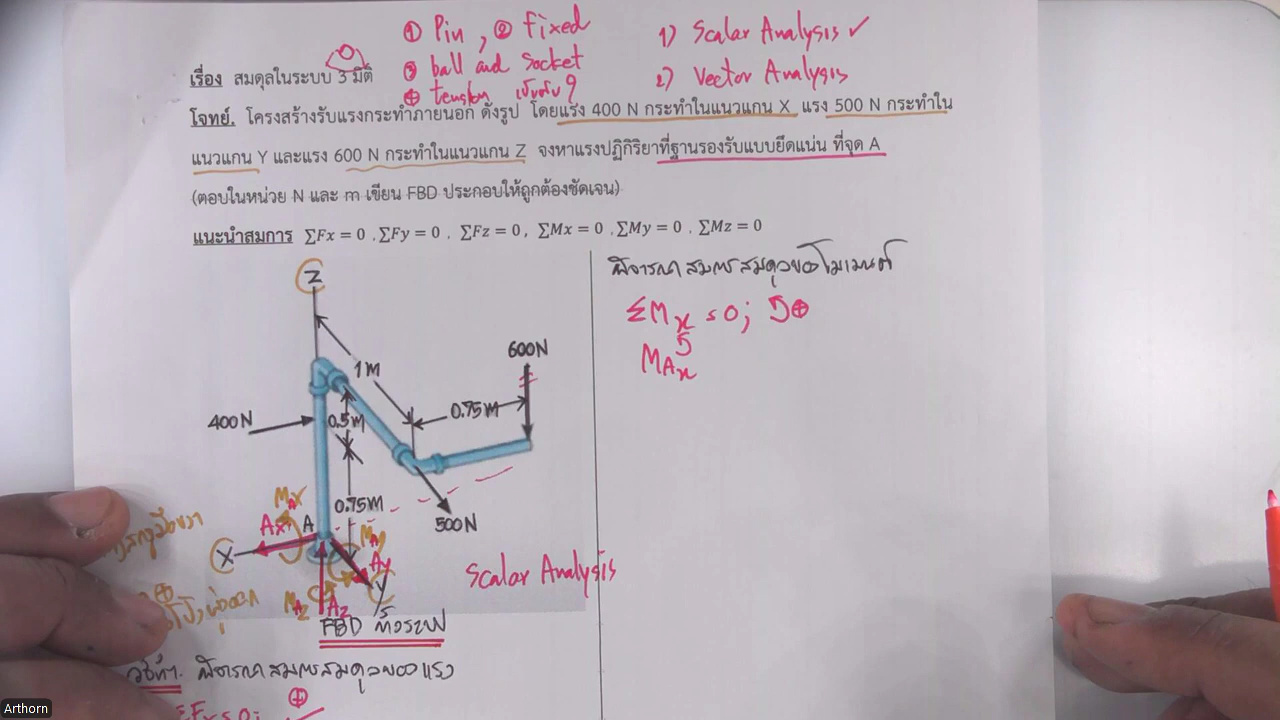 ① Pin , ② Fixed
③ ball and Socket
④ tension
1) Scalar Analysis ✓
2) Vector Analysis
เรื่อง สมดุลในระบบ 3 มิติ
โจทย์. โครงสร้างรับแรงกระทำภายนอก ดังรูป โดยแรง 400 N กระทำในแนวแกน X แรง 500 N กระทำใน
แนวแกน Y และแรง 600 N กระทำในแนวแกน Z จงหาแรงปฏิกิริยาที่ฐานรองรับแบบยึดแน่น ที่จุด A
(ตอบในหน่วย N และ m เขียน FBD ประกอบให้ถูกต้องชัดเจน)
แนะนำสมการ ∑Fx = 0 , ∑Fy = 0 , ∑Fz = 0, ∑Mx = 0 , ∑My = 0 , ∑Mz = 0
Z
1m
600N
0.75m
400N
0.5m
0.75m
500N
MAx
Ax
A
X
MAy
Ay
Y
MAz
Az
Scalar Analysis
FBD ทั้งระบบ
วิธีทำ. พิจารณาสมการสมดุลของแรง
พิจารณาสมการสมดุลของโมเมนต์
ΣMx = 0; ⊕
MAx
Arthorn